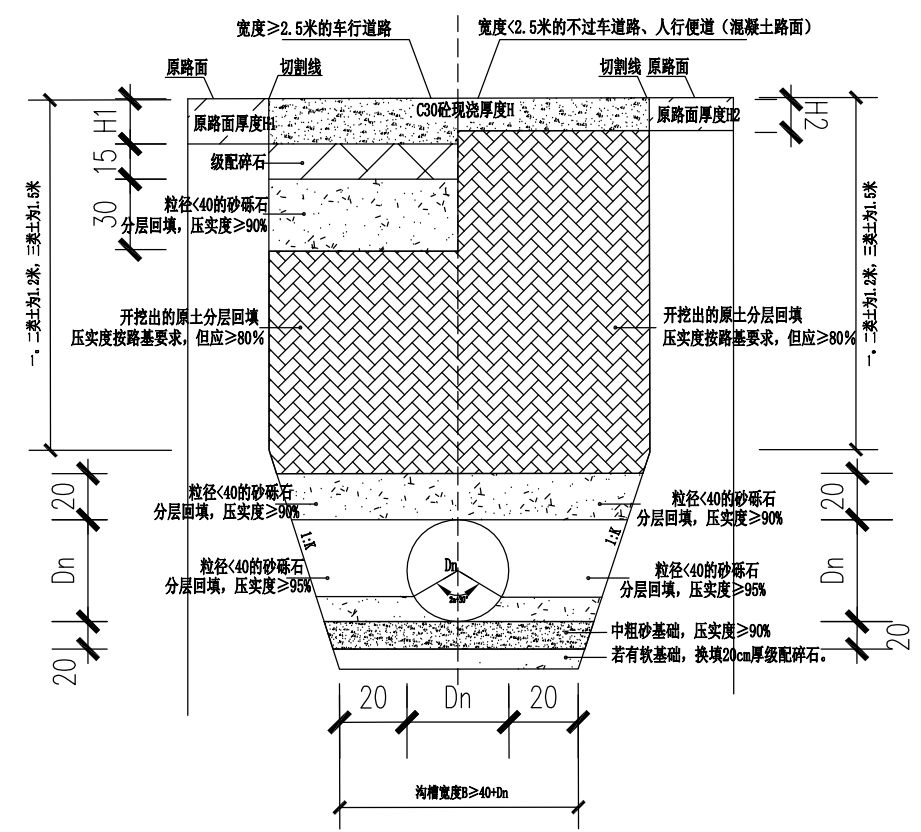 宽度≥2.5米的车行道路
宽度<2.5米的不过车道路、人行便道（混凝土路面）
原路面
切割线
切割线
原路面
C30砼现浇厚度H
原路面厚度H1
原路面厚度H2
H1
H2
级配碎石
15
粒径<40的砂砾石
分层回填，压实度≥90%
30
一。二类土为1.2米，三类土为1.5米
一。二类土为1.2米，三类土为1.5米
开挖出的原土分层回填
压实度按路基要求，但应≥80%
开挖出的原土分层回填
压实度按路基要求，但应≥80%
20
粒径<40的砂砾石
分层回填，压实度≥90%
粒径<40的砂砾石
分层回填，压实度≥90%
20
1:K
1:K
Dn
Dn
Dn
粒径<40的砂砾石
分层回填，压实度≥95%
粒径<40的砂砾石
分层回填，压实度≥95%
中粗砂基础，压实度≥90%
20
20
若有软基础，换填20cm厚级配碎石。
20
Dn
20
沟槽宽度B≥40+Dn